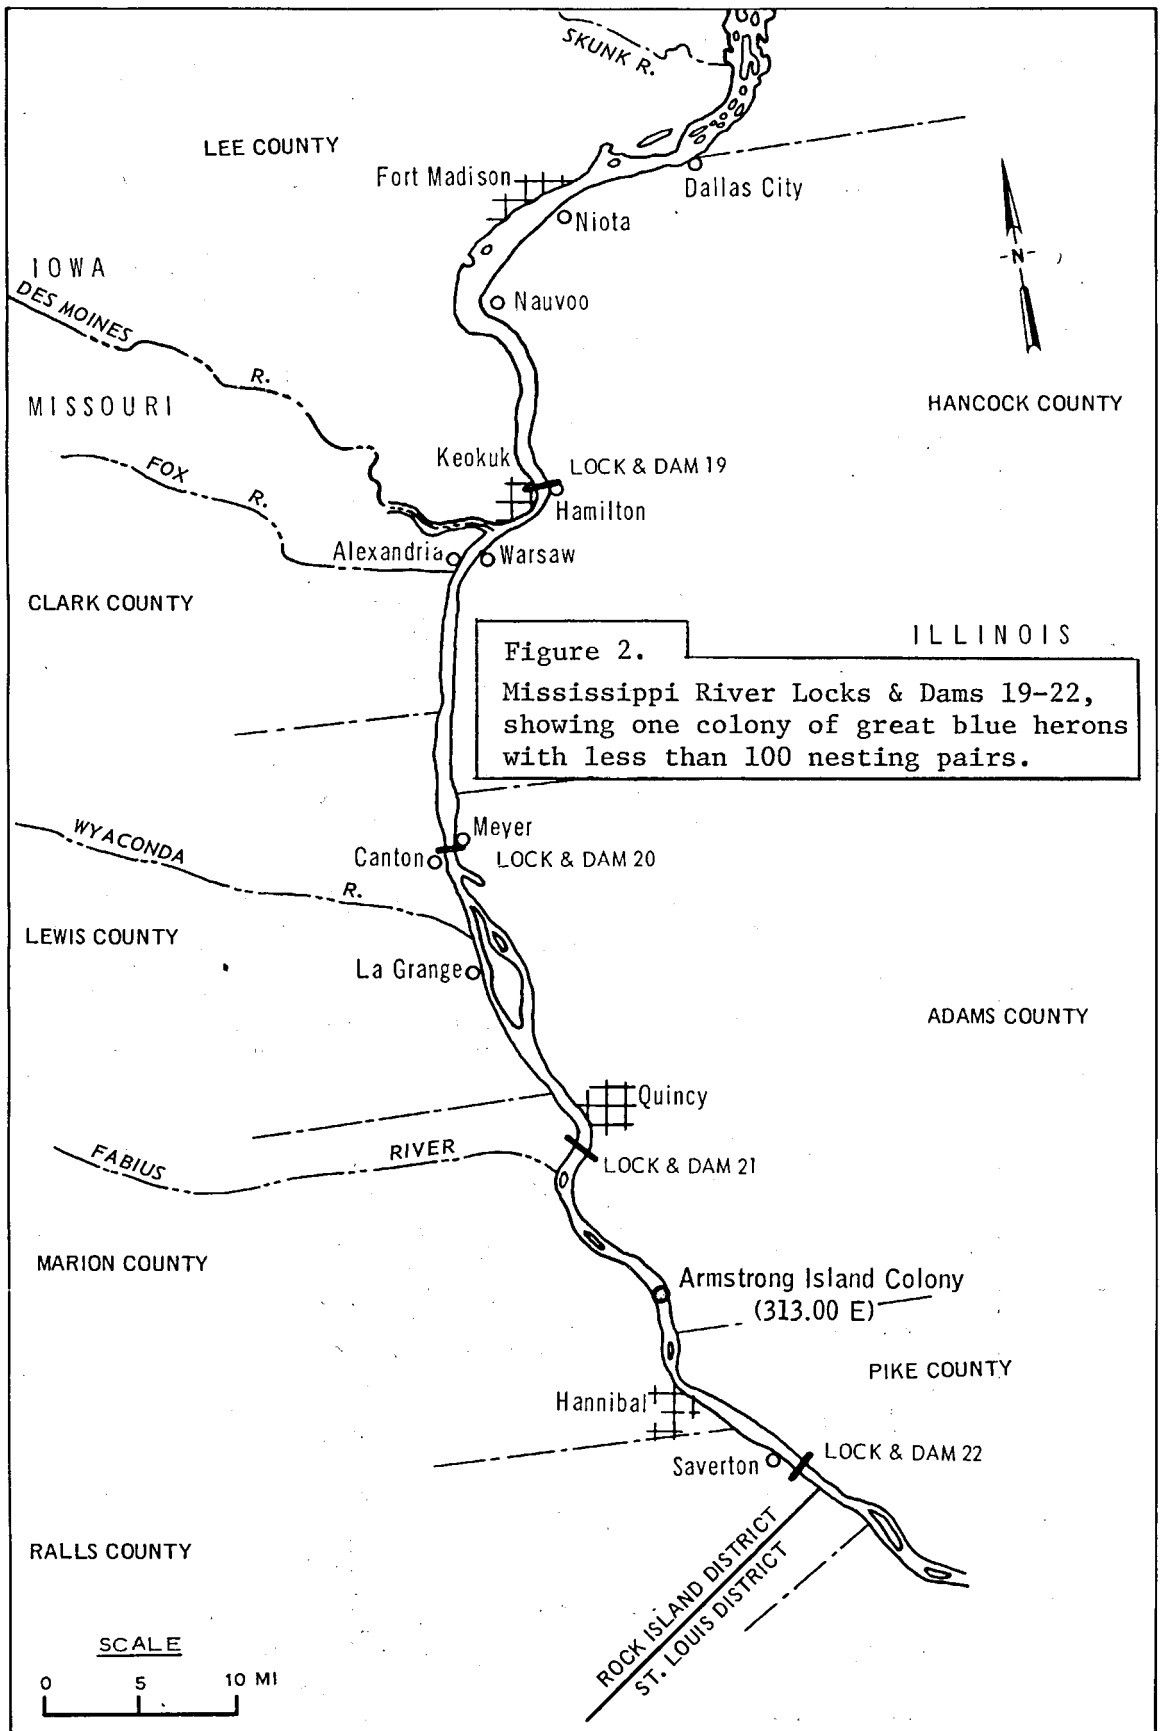 SKUNK R.
LEE COUNTY
Fort Madison
Dallas City
Niota
-N-
IOWA
DES MOINES
R.
Nauvoo
MISSOURI
HANCOCK COUNTY
FOX
R.
Keokuk
LOCK & DAM 19
Hamilton
Alexandria
Warsaw
CLARK COUNTY
ILLINOIS
Figure 2.
Mississippi River Locks & Dams 19-22,
showing one colony of great blue herons
with less than 100 nesting pairs.
WYACONDA
R.
Meyer
Canton
LOCK & DAM 20
LEWIS COUNTY
La Grange
ADAMS COUNTY
Quincy
FABIUS
RIVER
LOCK & DAM 21
MARION COUNTY
Armstrong Island Colony
(313.00 E)
PIKE COUNTY
Hannibal
LOCK & DAM 22
Saverton
RALLS COUNTY
ROCK ISLAND DISTRICT
ST. LOUIS DISTRICT
SCALE
0 5 10 MI